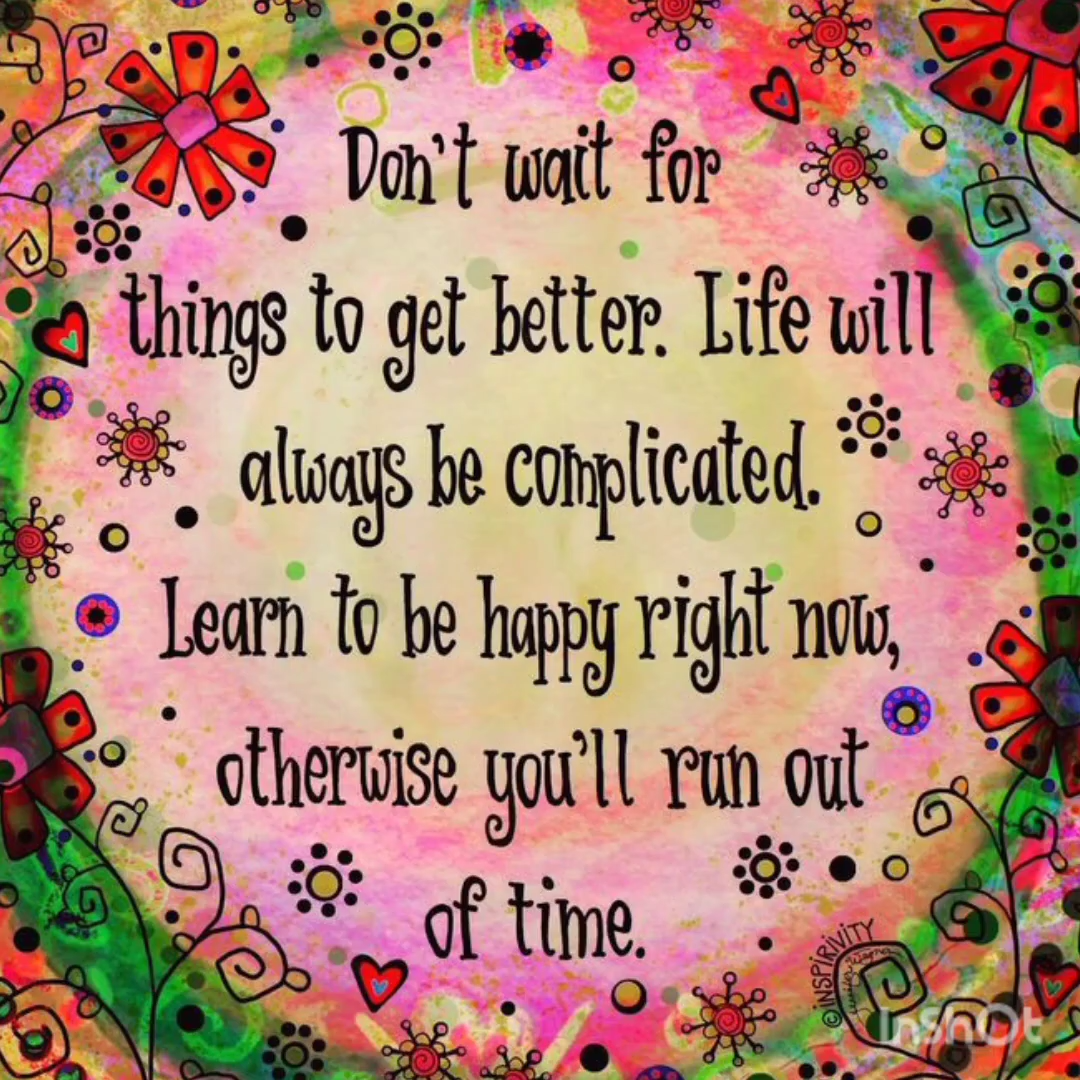 Don't wait for
things to get better. Life will
always be complicated.
Learn to be happy right now,
otherwise you'll run out
of time.
©INSPIRIVITY
InShOt